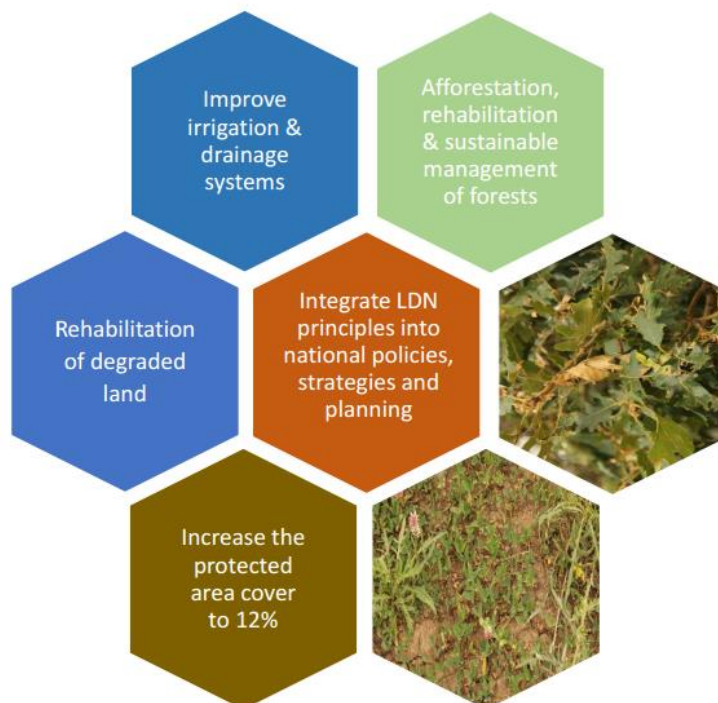 Improve
irrigation &
drainage
systems
Afforestation,
rehabilitation
& sustainable
management
of forests
Rehabilitation
of degraded
land
Integrate LDN
principles into
national policies,
strategies and
planning
Increase the
protected
area cover
to 12%